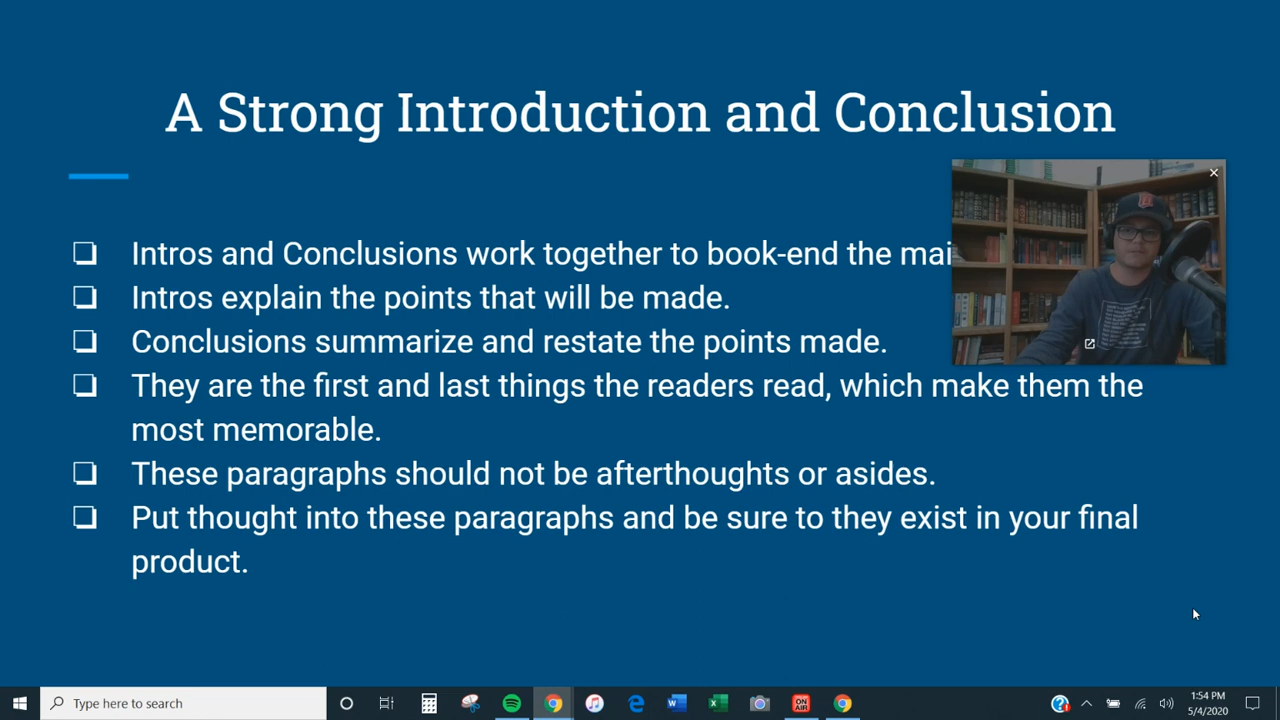 A Strong Introduction and Conclusion
❏ Intros and Conclusions work together to book-end the mai
❏ Intros explain the points that will be made.
❏ Conclusions summarize and restate the points made.
❏ They are the first and last things the readers read, which make them the
most memorable.
❏ These paragraphs should not be afterthoughts or asides.
❏ Put thought into these paragraphs and be sure to they exist in your final
product.
Type here to search
ON AIR
1:54 PM
5/4/2020